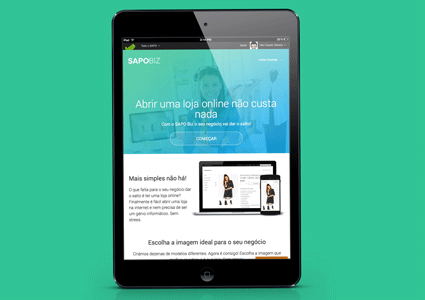 iPad
SAPOBIZ
Abrir uma loja online não custa
nada
Com o SAPO Biz o seu negócio vai dar o salto!
COMEÇAR
Mais simples não há!
O que falta para o seu negócio dar
o salto é ter uma loja online?
Finalmente é fácil abrir uma loja
na internet e nem precisa de ser
um génio informático. Sem
stress.
Escolha a imagem ideal para o seu negócio
Criámos dezenas de modelos diferentes. Agora é consigo! Escolha a imagem que